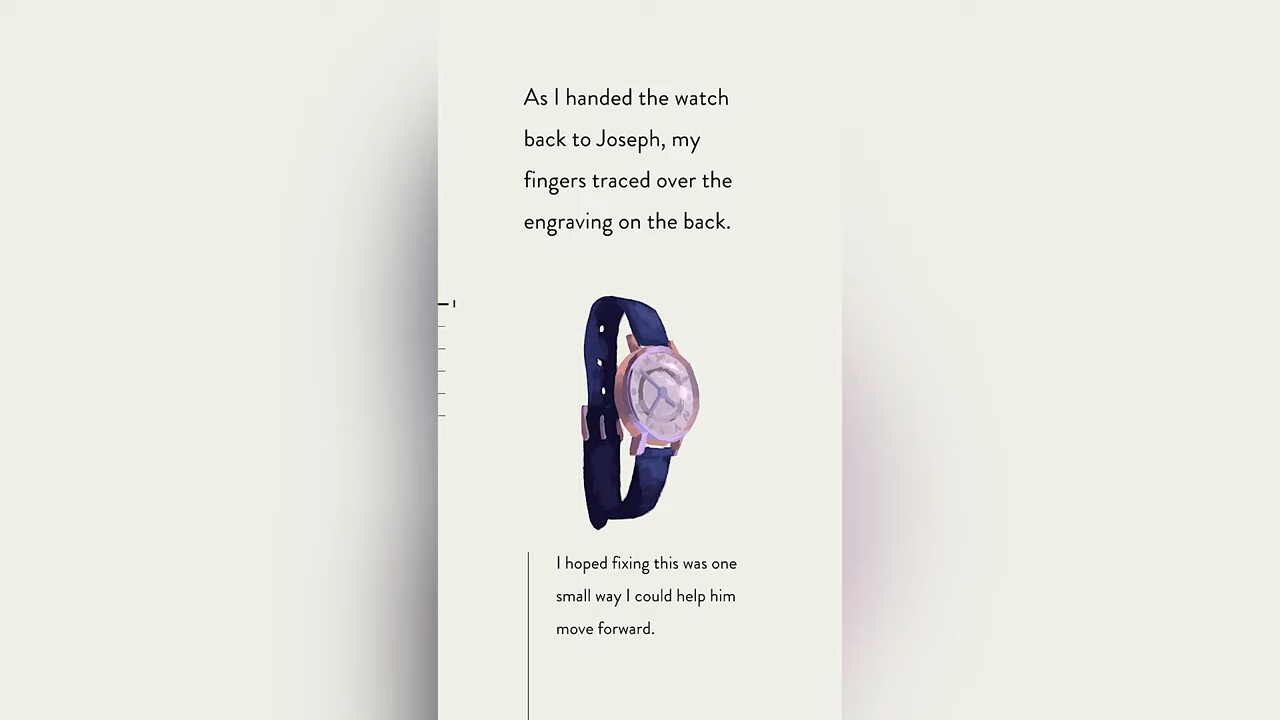 As I handed the watch
back to Joseph, my
fingers traced over the
engraving on the back.
I hoped fixing this was one
small way I could help him
move forward.